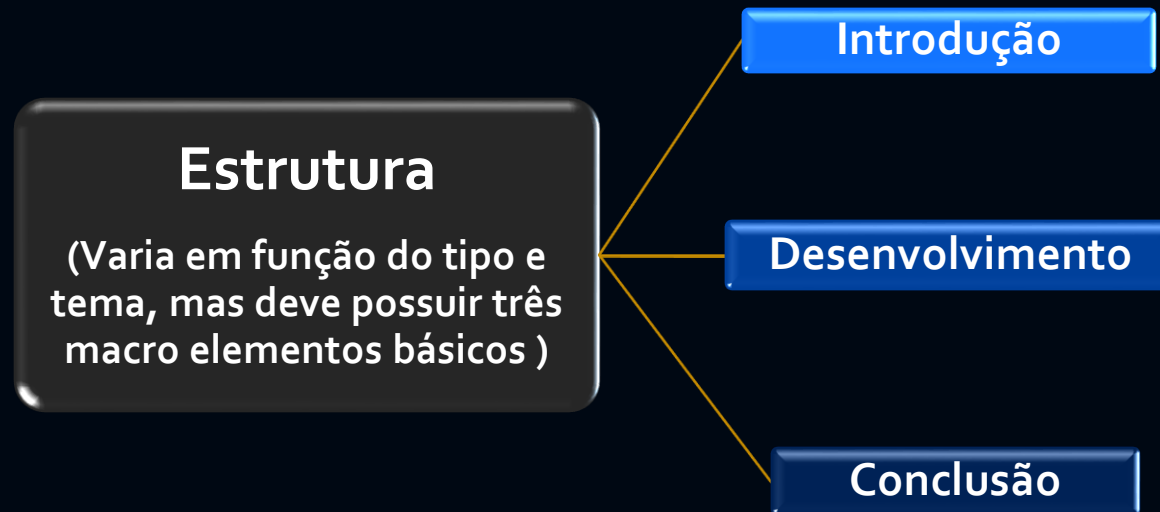 Estrutura
(Varia em função do tipo e
tema, mas deve possuir três
macro elementos básicos )
Introdução
Desenvolvimento
Conclusão